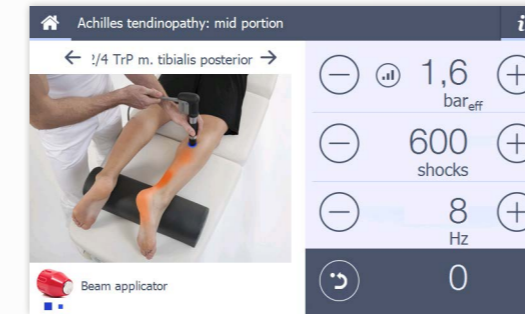 Achilles tendinopathy: mid portion
2/4 TrP m. tibialis posterior
1,6
bar eff
600
shocks
8
Hz
0
Beam applicator